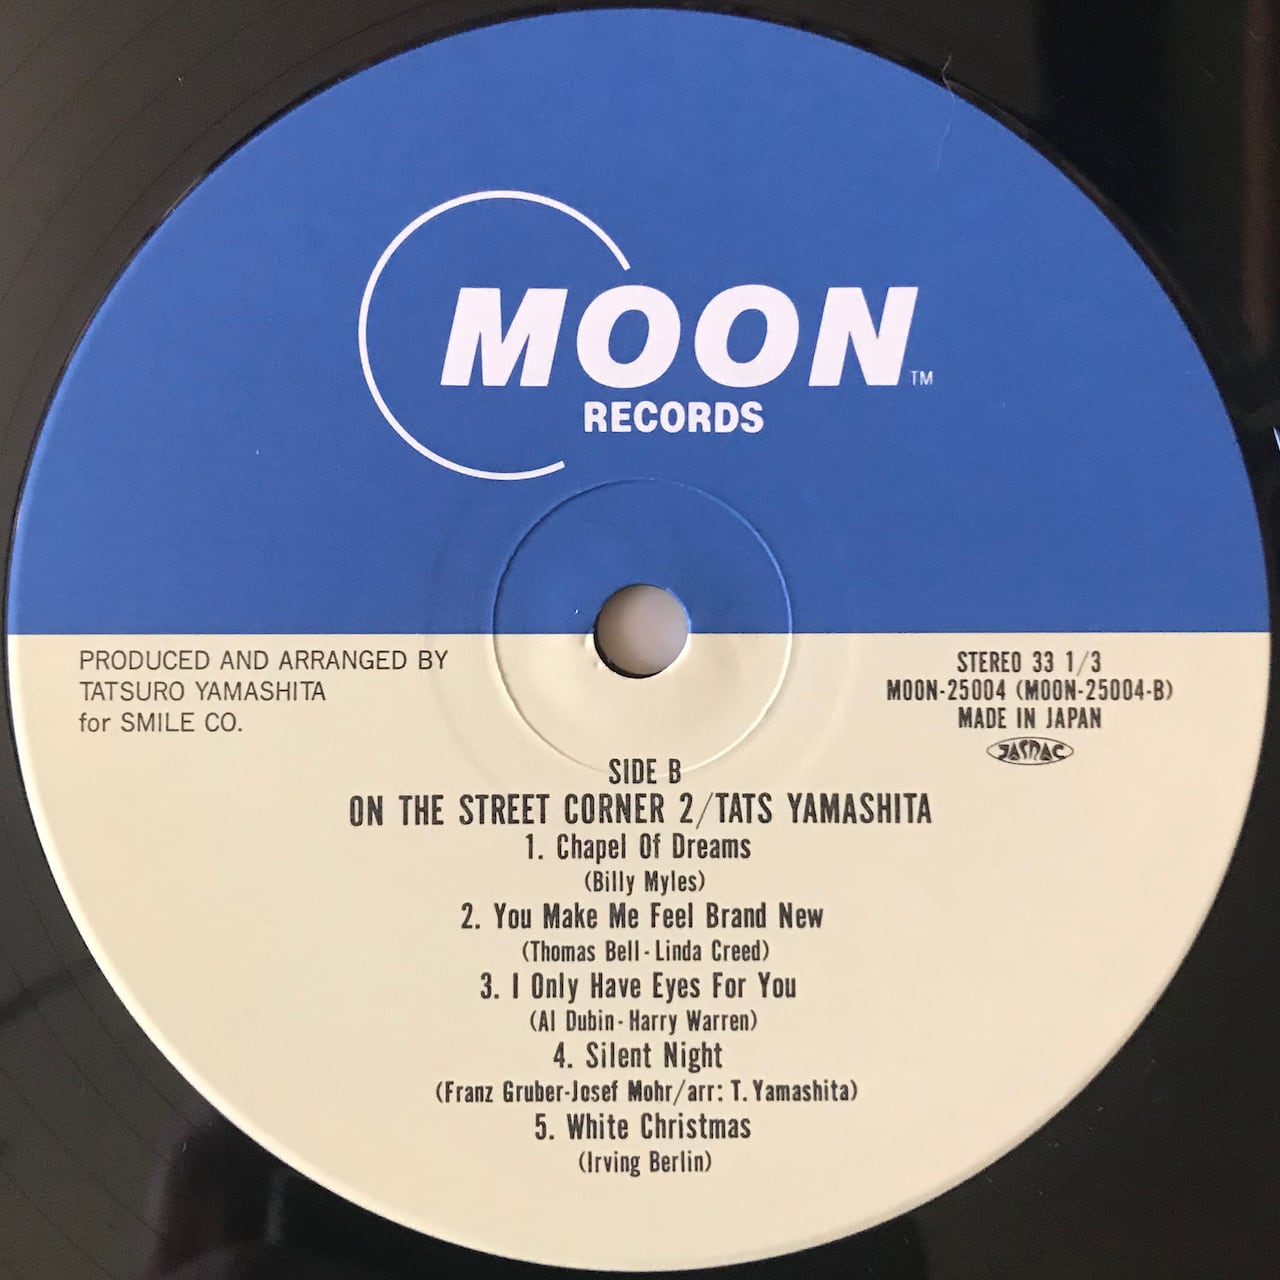 MOON TM
RECORDS
PRODUCED AND ARRANGED BY
TATSURO YAMASHITA
for SMILE CO.
STEREO 33 1/3
MOON-25004 (MOON-25004-B)
MADE IN JAPAN
JASRAC
SIDE B
ON THE STREET CORNER 2/TATS YAMASHITA
1. Chapel Of Dreams
(Billy Myles)
2. You Make Me Feel Brand New
(Thomas Bell-Linda Creed)
3. I Only Have Eyes For You
(Al Dubin-Harry Warren)
4. Silent Night
(Franz Gruber-Josef Mohr/arr: T. Yamashita)
5. White Christmas
(Irving Berlin)